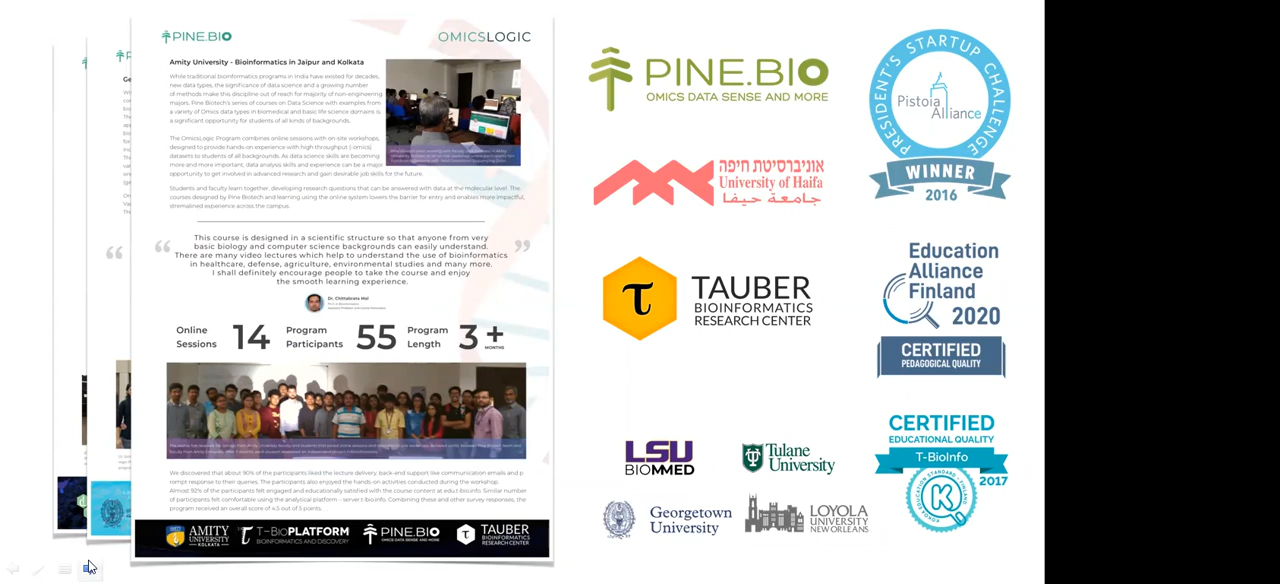 PINE.BIO
OMICSLOGIC
Amity University - Bioinformatics in Jaipur and Kolkata
While traditional bioinformatics programs in India have existed for decades,
new data types, the significance of data science and a growing number
of methods make this discipline out of reach for majority of non-engineering
majors. Pine Biotech's series of courses on Data Science with examples from
a variety of Omics data types in biomedical and basic life science domains is
a significant opportunity for students of all kinds of backgrounds.
The OmicsLogic Program combines online sessions with on-site workshops,
designed to provide hands-on experience with high throughput (-omics)
datasets to students of all backgrounds. As data science skills are becoming
more and more important, data analysis skills and experience can be a major
opportunity to get involved in advanced research and gain desirable job skills for the future.
Students and faculty learn together, developing research questions that can be answered with data at the molecular level. The
courses designed by Pine Biotech and learning using the online system lowers the barrier for entry and enables more impactful,
stremalined experience across the campus.
“ This course is designed in a scientific structure so that anyone from very ”
basic biology and computer science backgrounds can easily understand.
There are many video lectures which help to understand the use of bioinformatics
in healthcare, defense, agriculture, environmental studies and many more.
I shall definitely encourage people to take the course and enjoy
the smooth learning experience.
Online Sessions 14
Program Participants 55
Program Length 3+ MONTHS
We discovered that about 90% of the participants liked the lecture delivery, back-end support like communication emails and p
rompt response to their queries. The participants also enjoyed the hands-on activities conducted during the workshop.
Almost 92% of the participants felt engaged and educationally satisfied with the course content at edu.t-bio.info. Similar number
of participants felt comfortable using the analytical platform - server.t-bio.info. Combining these and other survey responses, the
program received an overall score of 4.5 out of 5 points.
AMITY
UNIVERSITY
KOLKATA
T-BioPLATFORM
BIOINFORMATICS AND DISCOVERY
PINE.BIO
OMICS DATA SENSE AND MORE
TAUBER
BIOINFORMATICS
RESEARCH CENTER
PINE.BIO
OMICS DATA SENSE AND MORE
אוניברסיטת חיפה
University of Haifa
جامعة حيفا
τ
TAUBER
BIOINFORMATICS
RESEARCH CENTER
LSU
BIOMMED
Tulane
University
Georgetown
University
LOYOLA
UNIVERSITY
NEW ORLEANS
PRESIDENT'S STARTUP CHALLENGE
Pistoia
Alliance
WINNER
2016
Education
Alliance
Finland
2020
CERTIFIED
PEDAGOGICAL QUALITY
CERTIFIED
EDUCATIONAL QUALITY
T-BioInfo
2017
K